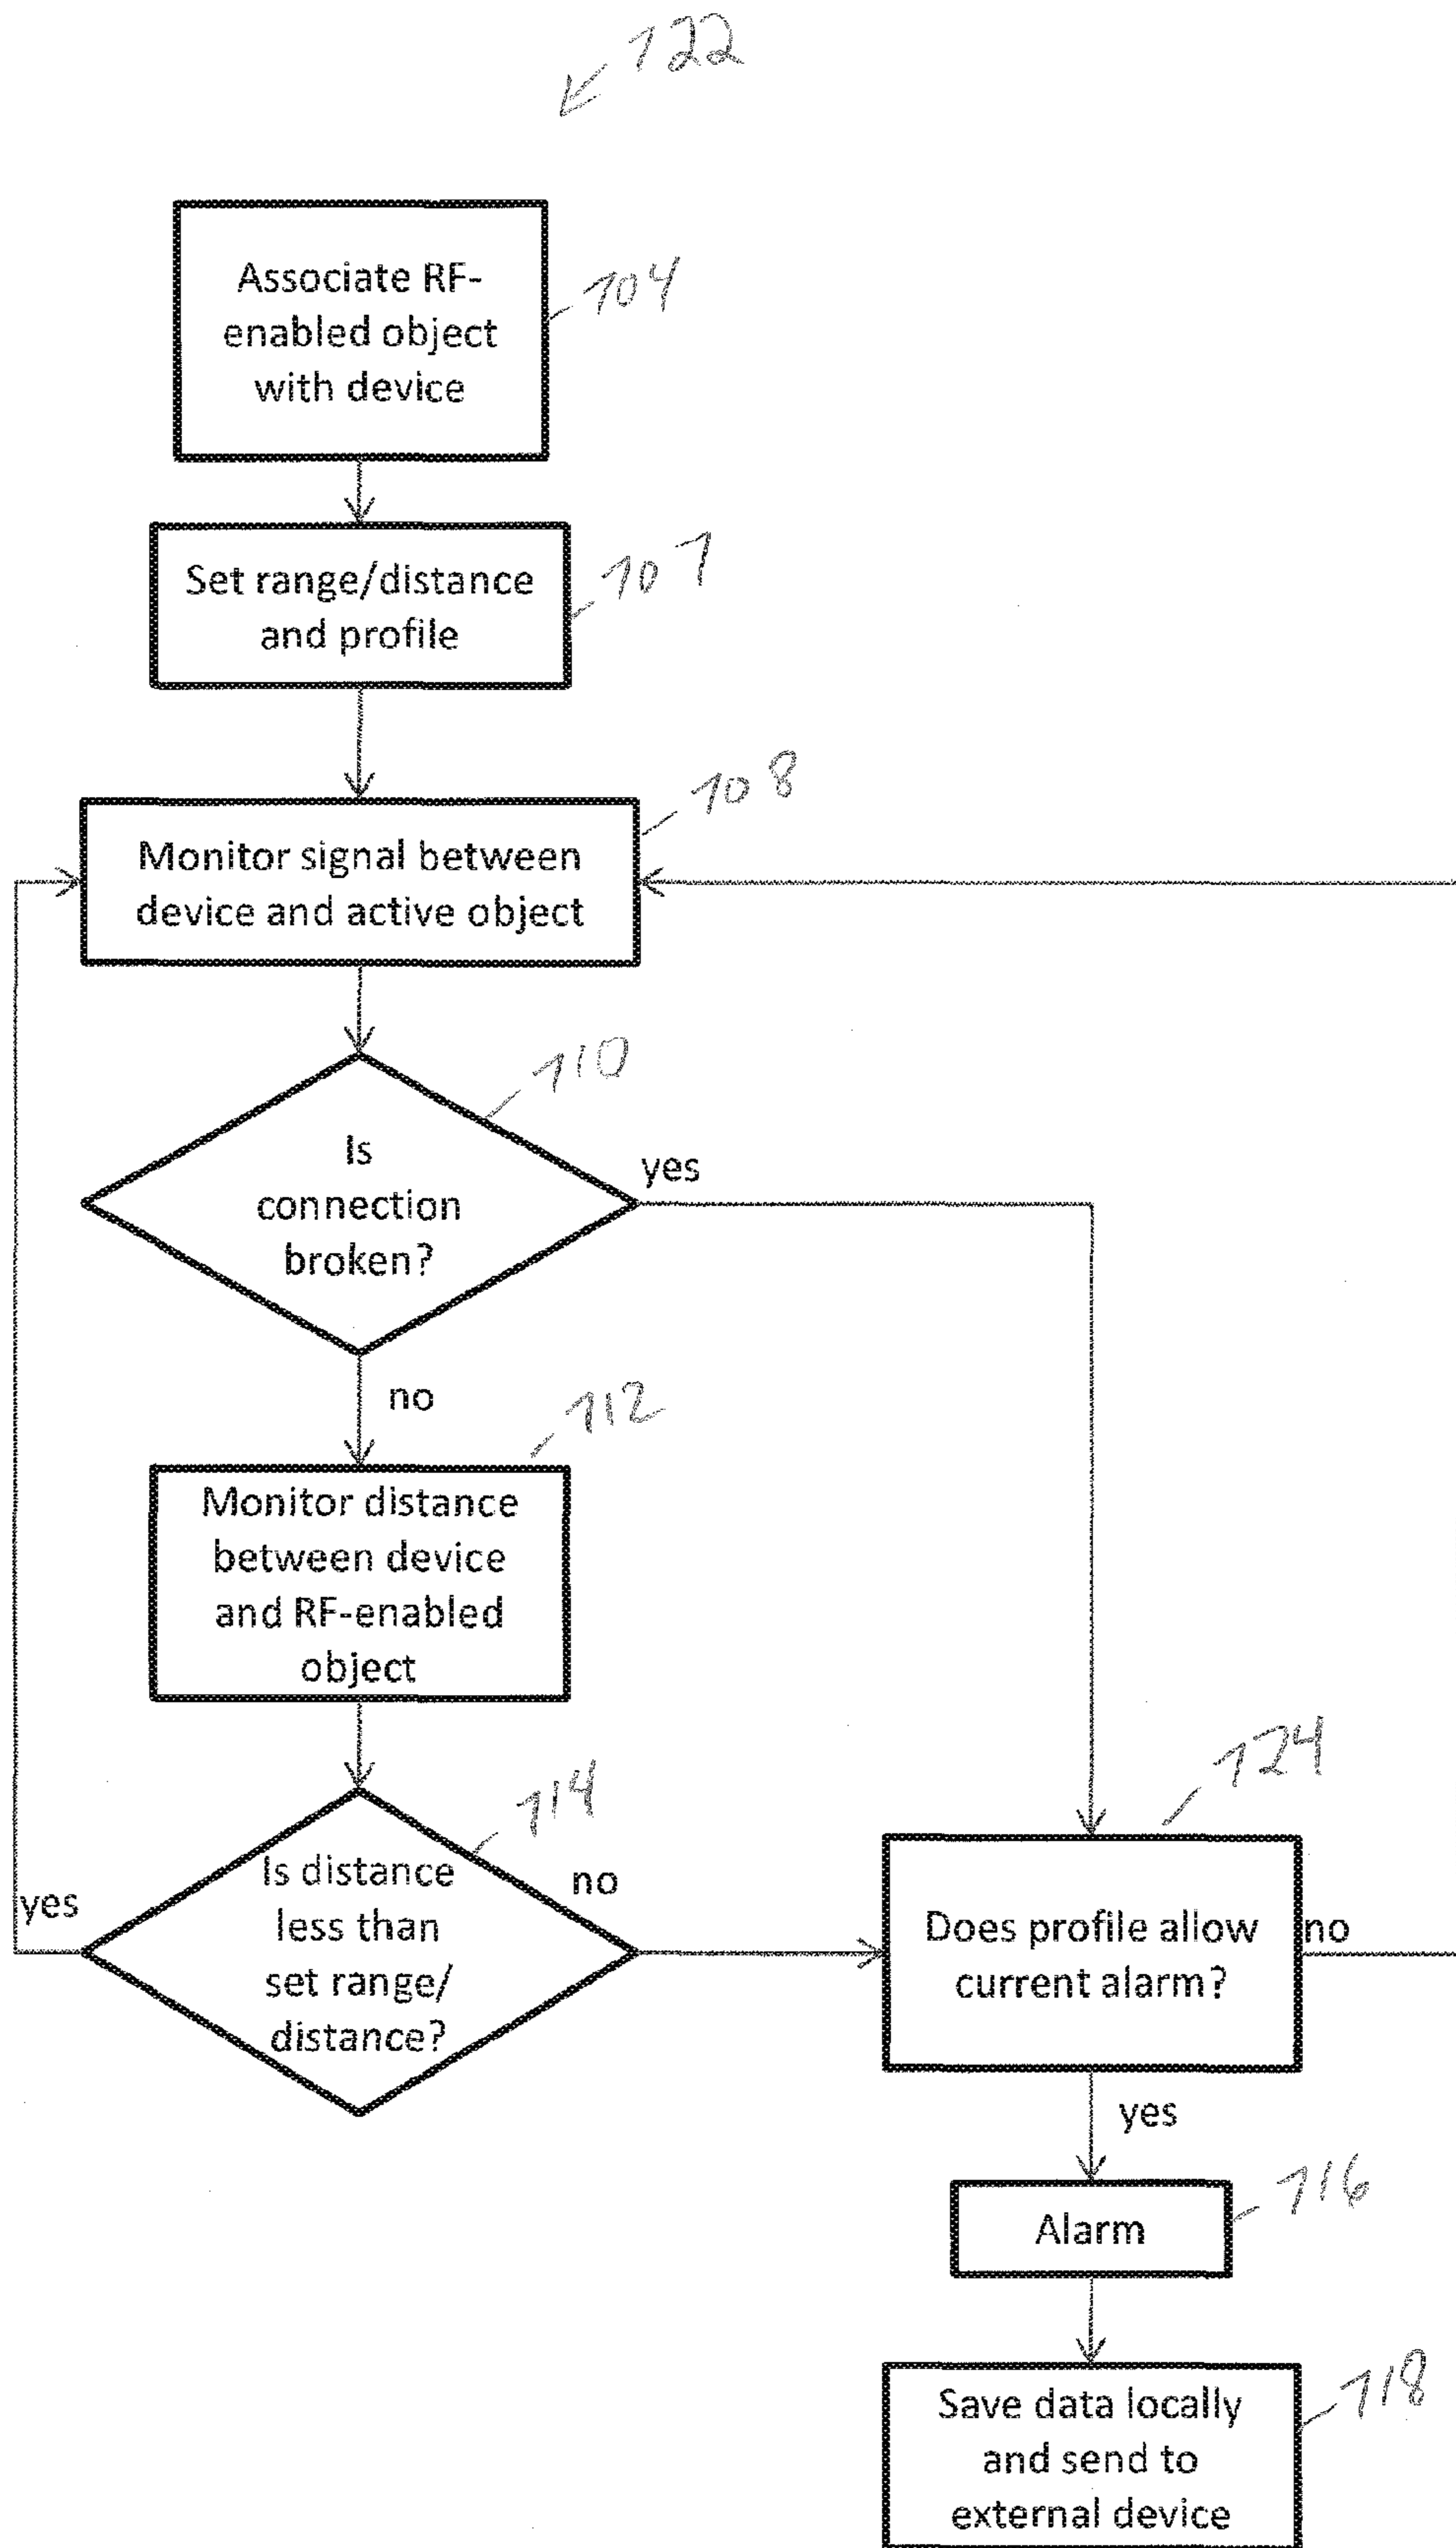 122
Associate RF-
enabled object
with device
104
Set range/distance
and profile
107
Monitor signal between
device and active object
108
Is
connection
broken?
110
yes
no
112
Monitor distance
between device
and RF-enabled
object
Is distance
less than
set range/
distance?
114
yes
no
124
Does profile allow
current alarm?
no
yes
Alarm
116
Save data locally
and send to
external device
118